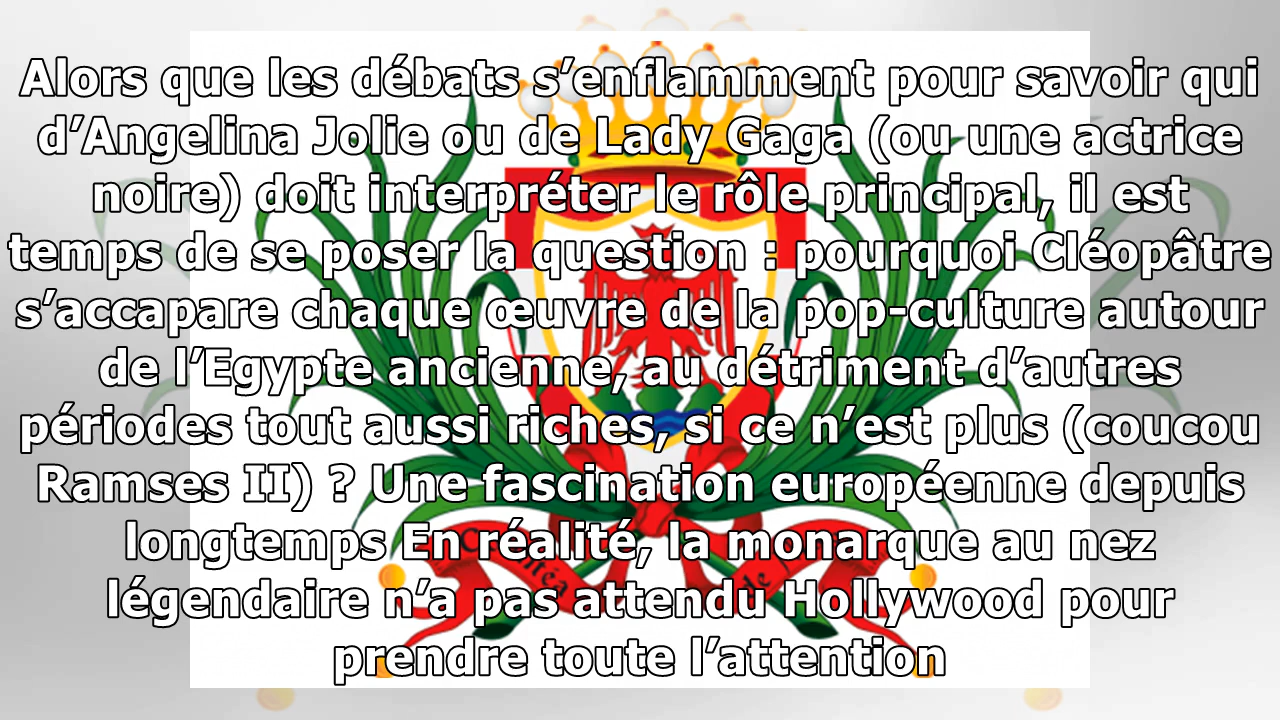 Alors que les débats s’enflamment pour savoir qui
d’Angelina Jolie ou de Lady Gaga (ou une actrice
noire) doit interpréter le rôle principal, il est
temps de se poser la question : pourquoi Cléopâtre
s’accapare chaque œuvre de la pop-culture autour
de l’Egypte ancienne, au détriment d’autres
périodes tout aussi riches, si ce n’est plus (coucou
Ramses II) ? Une fascination européenne depuis
longtemps En réalité, la monarque au nez
légendaire n’a pas attendu Hollywood pour
prendre toute l’attention
de